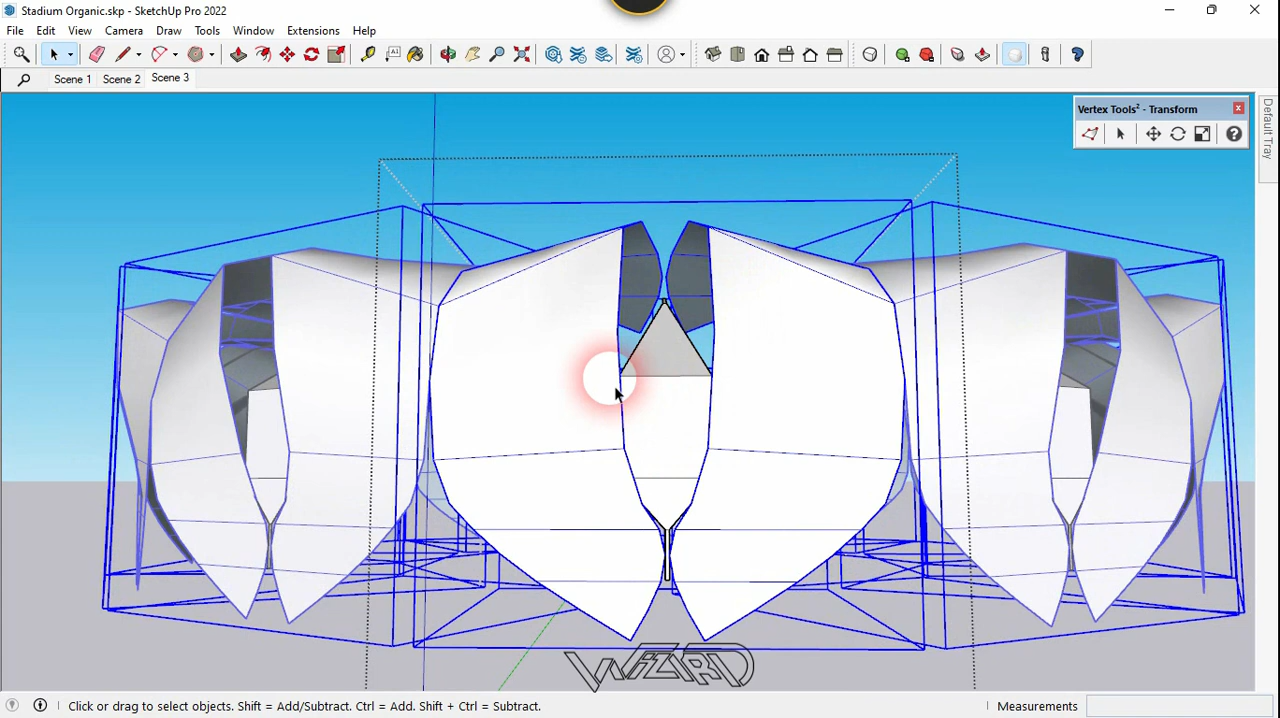 Stadium Organic.skp - SketchUp Pro 2022
File Edit View Camera Draw Tools Window Extensions Help
Scene 1 Scene 2 Scene 3
Vertex Tools² - Transform
Default Tray
WIZARD
Click or drag to select objects. Shift = Add/Subtract. Ctrl = Add. Shift + Ctrl = Subtract.
Measurements